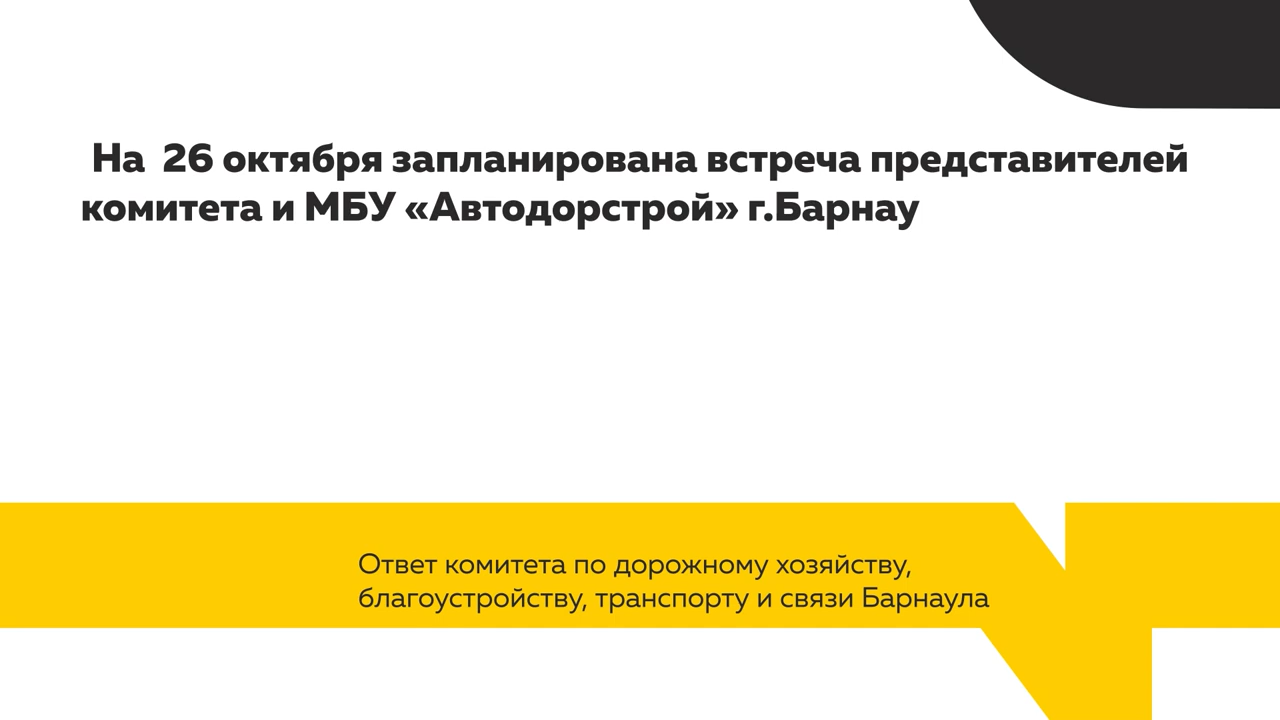 На 26 октября запланирована встреча представителей
комитета и МБУ «Автодорстрой» г.Барнау
Ответ комитета по дорожному хозяйству,
благоустройству, транспорту и связи Барнаула